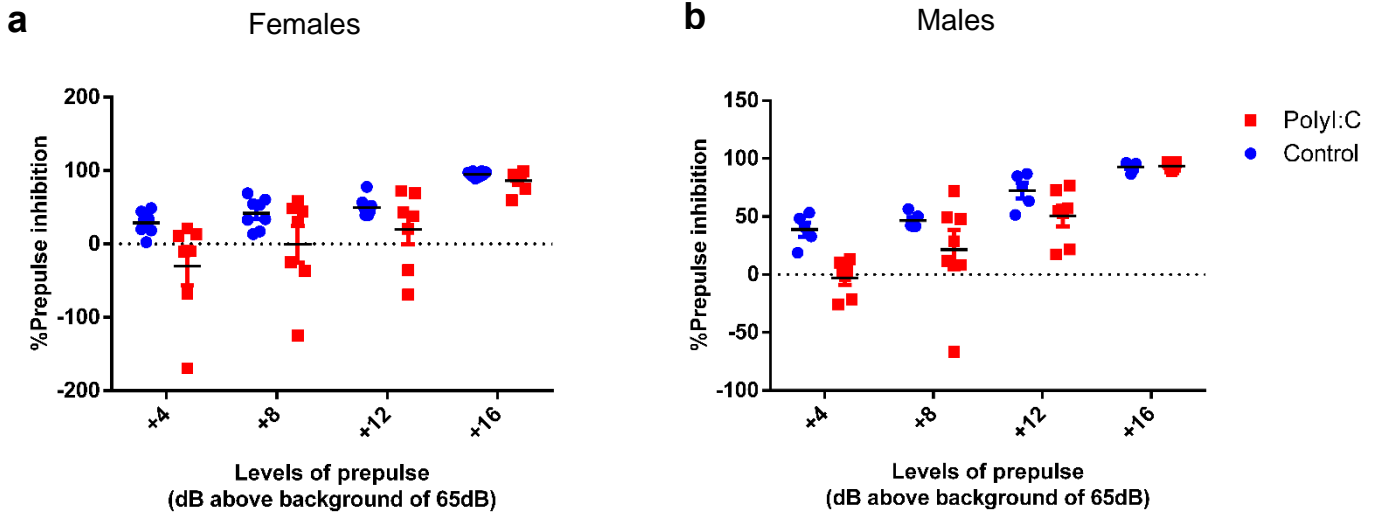 a
Females
%Prepulse inhibition
200
100
0
-100
-200
+4
+8
+12
+16
Levels of prepulse
(dB above background of 65dB)
b
Males
%Prepulse inhibition
150
100
50
0
-50
-100
+4
+8
+12
+16
Levels of prepulse
(dB above background of 65dB)
PolyI:C
Control